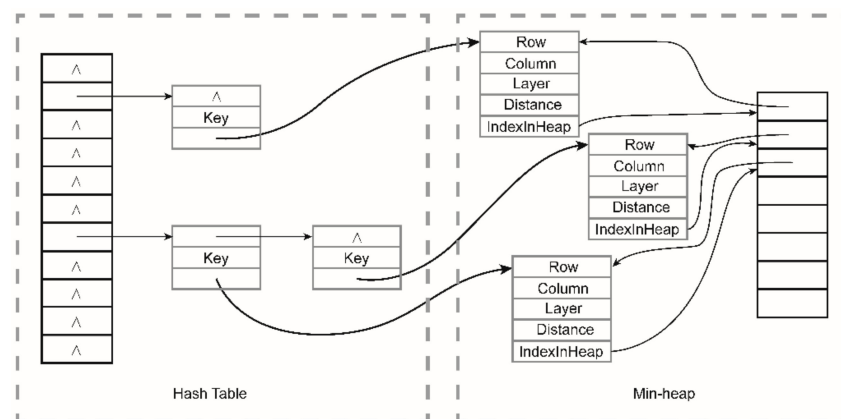 ∧
∧
∧
∧
∧
∧
∧
∧
∧
∧
Key
∧
Key
Key
Hash Table
Row
Column
Layer
Distance
IndexInHeap
Row
Column
Layer
Distance
IndexInHeap
Row
Column
Layer
Distance
IndexInHeap
Min-heap